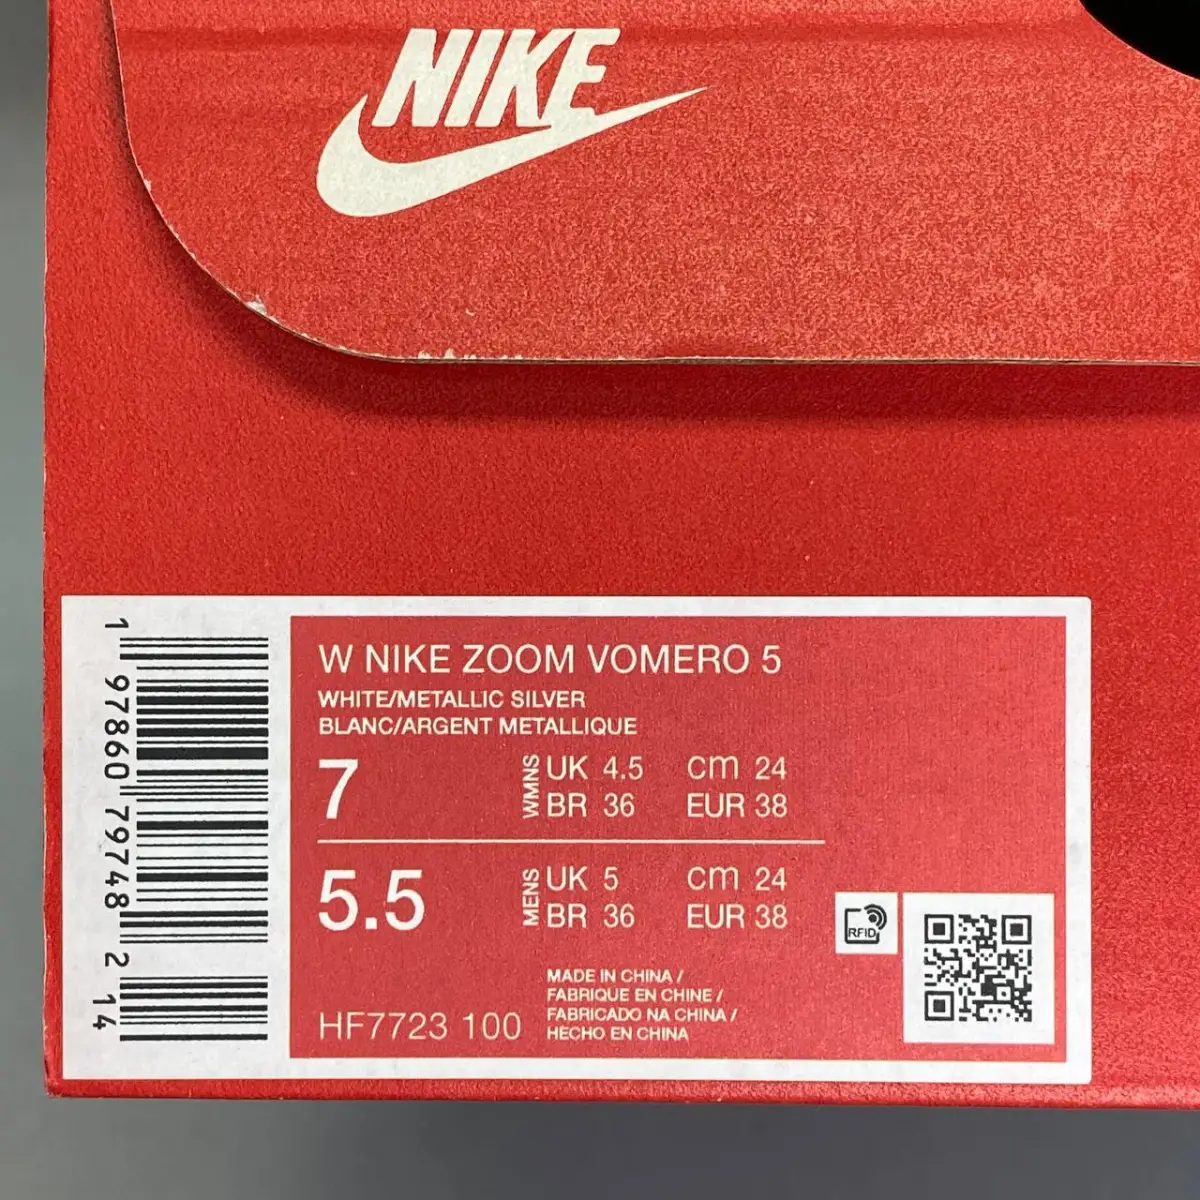 NIKE
W NIKE ZOOM VOMERO 5
WHITE/METALLIC SILVER
BLANC/ARGENT METALLIQUE
7 WMNS UK 4.5 cm 24
BR 36 EUR 38
5.5 MENS UK 5 cm 24
BR 36 EUR 38
RFID
MADE IN CHINA /
FABRIQUE EN CHINE /
FABRICADO NA CHINA /
HECHO EN CHINA
HF7723 100
1 97860 79748 2 14